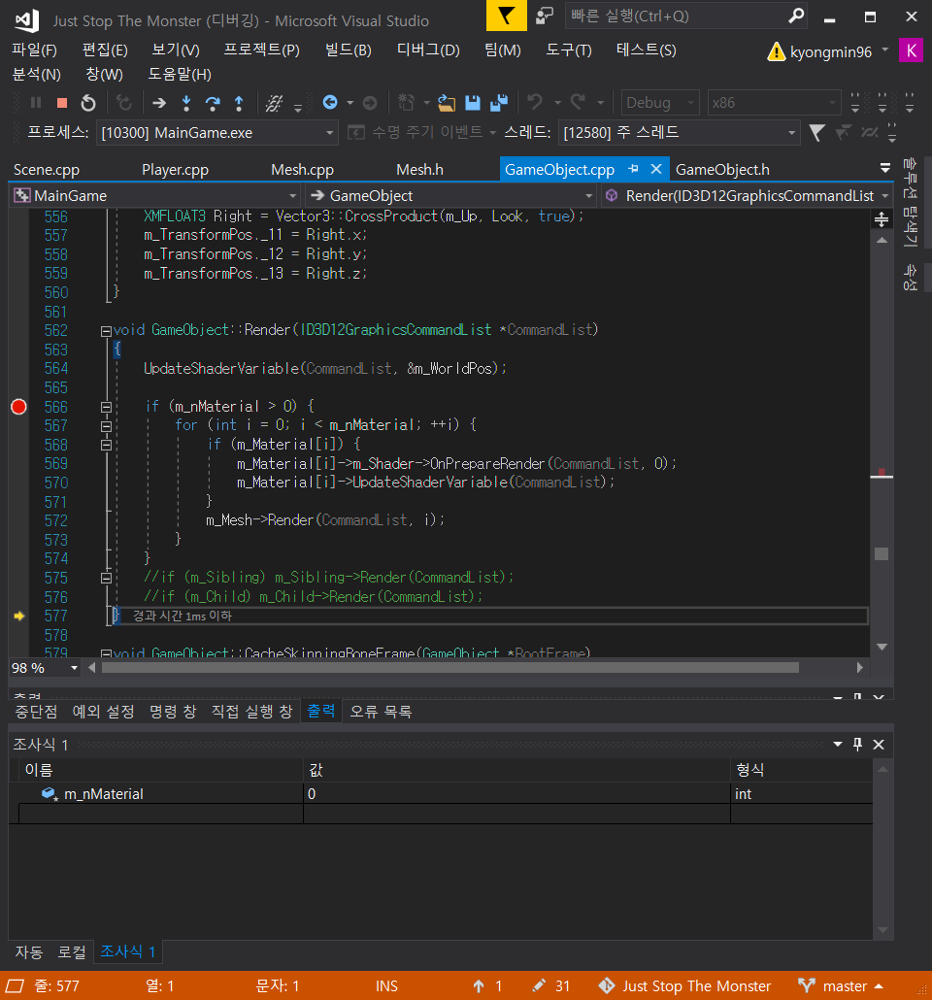 Just Stop The Monster (디버깅) - Microsoft Visual Studio
빠른 실행(Ctrl+Q)
파일(F) 편집(E) 보기(V) 프로젝트(P) 빌드(B) 디버그(D) 팀(M) 도구(T) 테스트(S)
kyongmin96 K
분석(N) 창(W) 도움말(H)
Debug x86
프로세스: [10300] MainGame.exe 수명 주기 이벤트 스레드: [12580] 주 스레드
Scene.cpp Player.cpp Mesh.cpp Mesh.h GameObject.cpp GameObject.h
MainGame GameObject Render(ID3D12GraphicsCommandList
솔루션 탐색기
속성
556 XMFLOAT3 Right = Vector3::CrossProduct(m_Up, Look, true);
557 m_TransformPos._11 = Right.x;
558 m_TransformPos._12 = Right.y;
559 m_TransformPos._13 = Right.z;
560 }
561
562 void GameObject::Render(ID3D12GraphicsCommandList *CommandList)
563 {
564 UpdateShaderVariable(CommandList, &m_WorldPos);
565
566 if (m_nMaterial > 0) {
567 for (int i = 0; i < m_nMaterial; ++i) {
568 if (m_Material[i]) {
569 m_Material[i]->m_Shader->OnPrepareRender(CommandList, 0);
570 m_Material[i]->UpdateShaderVariable(CommandList);
571 }
572 m_Mesh->Render(CommandList, i);
573 }
574 }
575 //if (m_Sibling) m_Sibling->Render(CommandList);
576 //if (m_Child) m_Child->Render(CommandList);
577 } 경과 시간 1ms 이하
578
579 void GameObject::CacheSkinningBoneFrame(GameObject *RootFrame)
98 %
출력
중단점 예외 설정 명령 창 직접 실행 창 출력 오류 목록
조사식 1
이름 값 형식
m_nMaterial 0 int
자동 로컬 조사식 1
줄: 577 열: 1 문자: 1 INS 1 31 Just Stop The Monster master